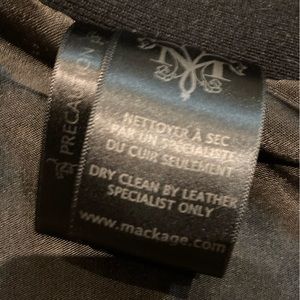 PRECAUTION
NETTOYER À SEC
PAR UN SPÉCIALISTE
DU CUIR SEULEMENT
DRY CLEAN BY LEATHER
SPECIALIST ONLY
www.mackage.com